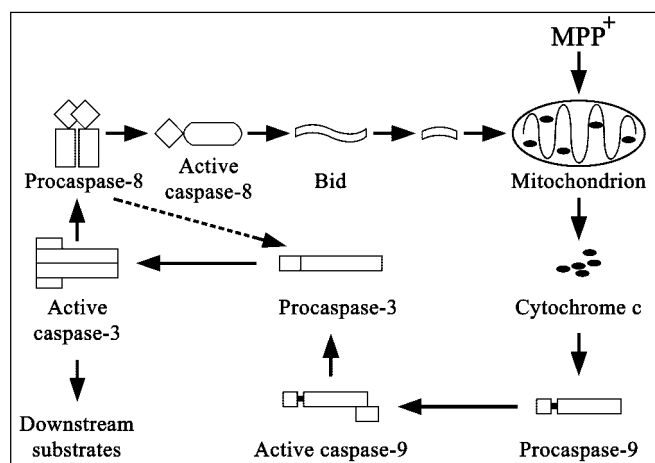 MPP+
Procaspase-8
Active
caspase-8
Bid
Mitochondrion
Active
caspase-3
Procaspase-3
Cytochrome c
Downstream
substrates
Active caspase-9
Procaspase-9